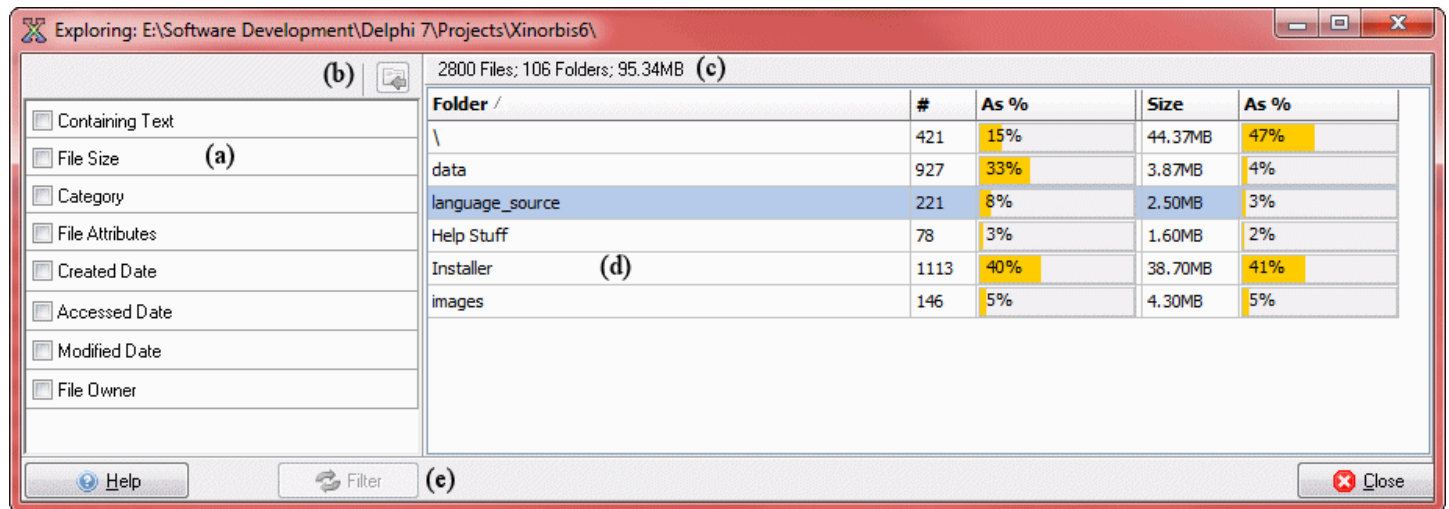 Exploring: E:\Software Development\Delphi 7\Projects\Xinorbis6\
(b)
2800 Files; 106 Folders; 95.34MB (c)
Containing Text
File Size (a)
Category
File Attributes
Created Date
Accessed Date
Modified Date
File Owner
Folder # As % Size As %
\ 421 15% 44.37MB 47%
data 927 33% 3.87MB 4%
language_source 221 8% 2.50MB 3%
Help Stuff 78 3% 1.60MB 2%
Installer (d) 1113 40% 38.70MB 41%
images 146 5% 4.30MB 5%
Help Filter (e) Close